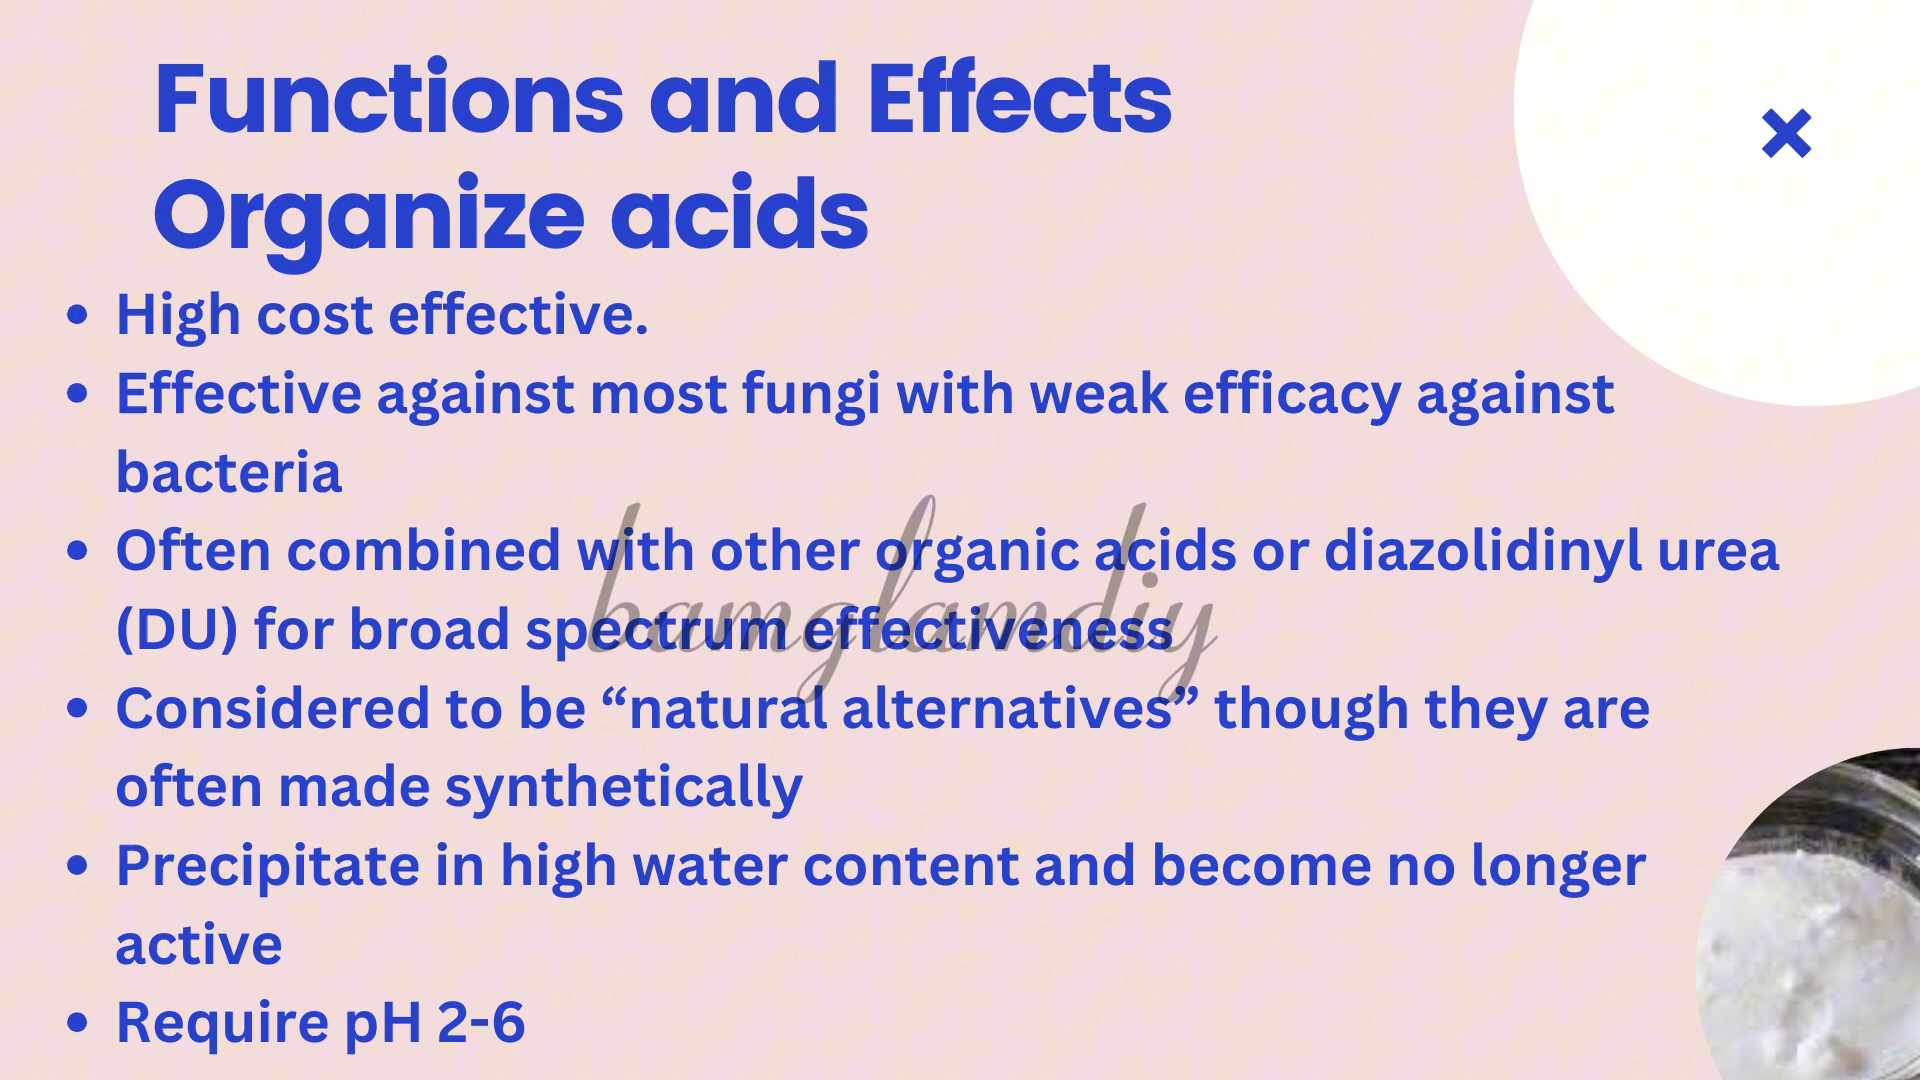 Functions and Effects
Organize acids
• High cost effective.
• Effective against most fungi with weak efficacy against
bacteria
• Often combined with other organic acids or diazolidinyl urea
(DU) for broad spectrum effectiveness
• Considered to be “natural alternatives” though they are
often made synthetically
• Precipitate in high water content and become no longer
active
• Require pH 2-6
bamglamdiy